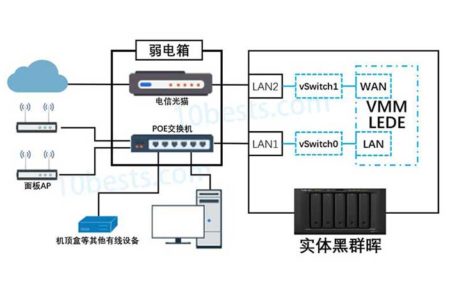 弱电箱
电信光猫
LAN2
vSwitch1
WAN
VMM
LEDE
POE交换机
LAN1
vSwitch0
LAN
面板AP
机顶盒等其他有线设备
实体黑群晖
10bests.com
10bests.com